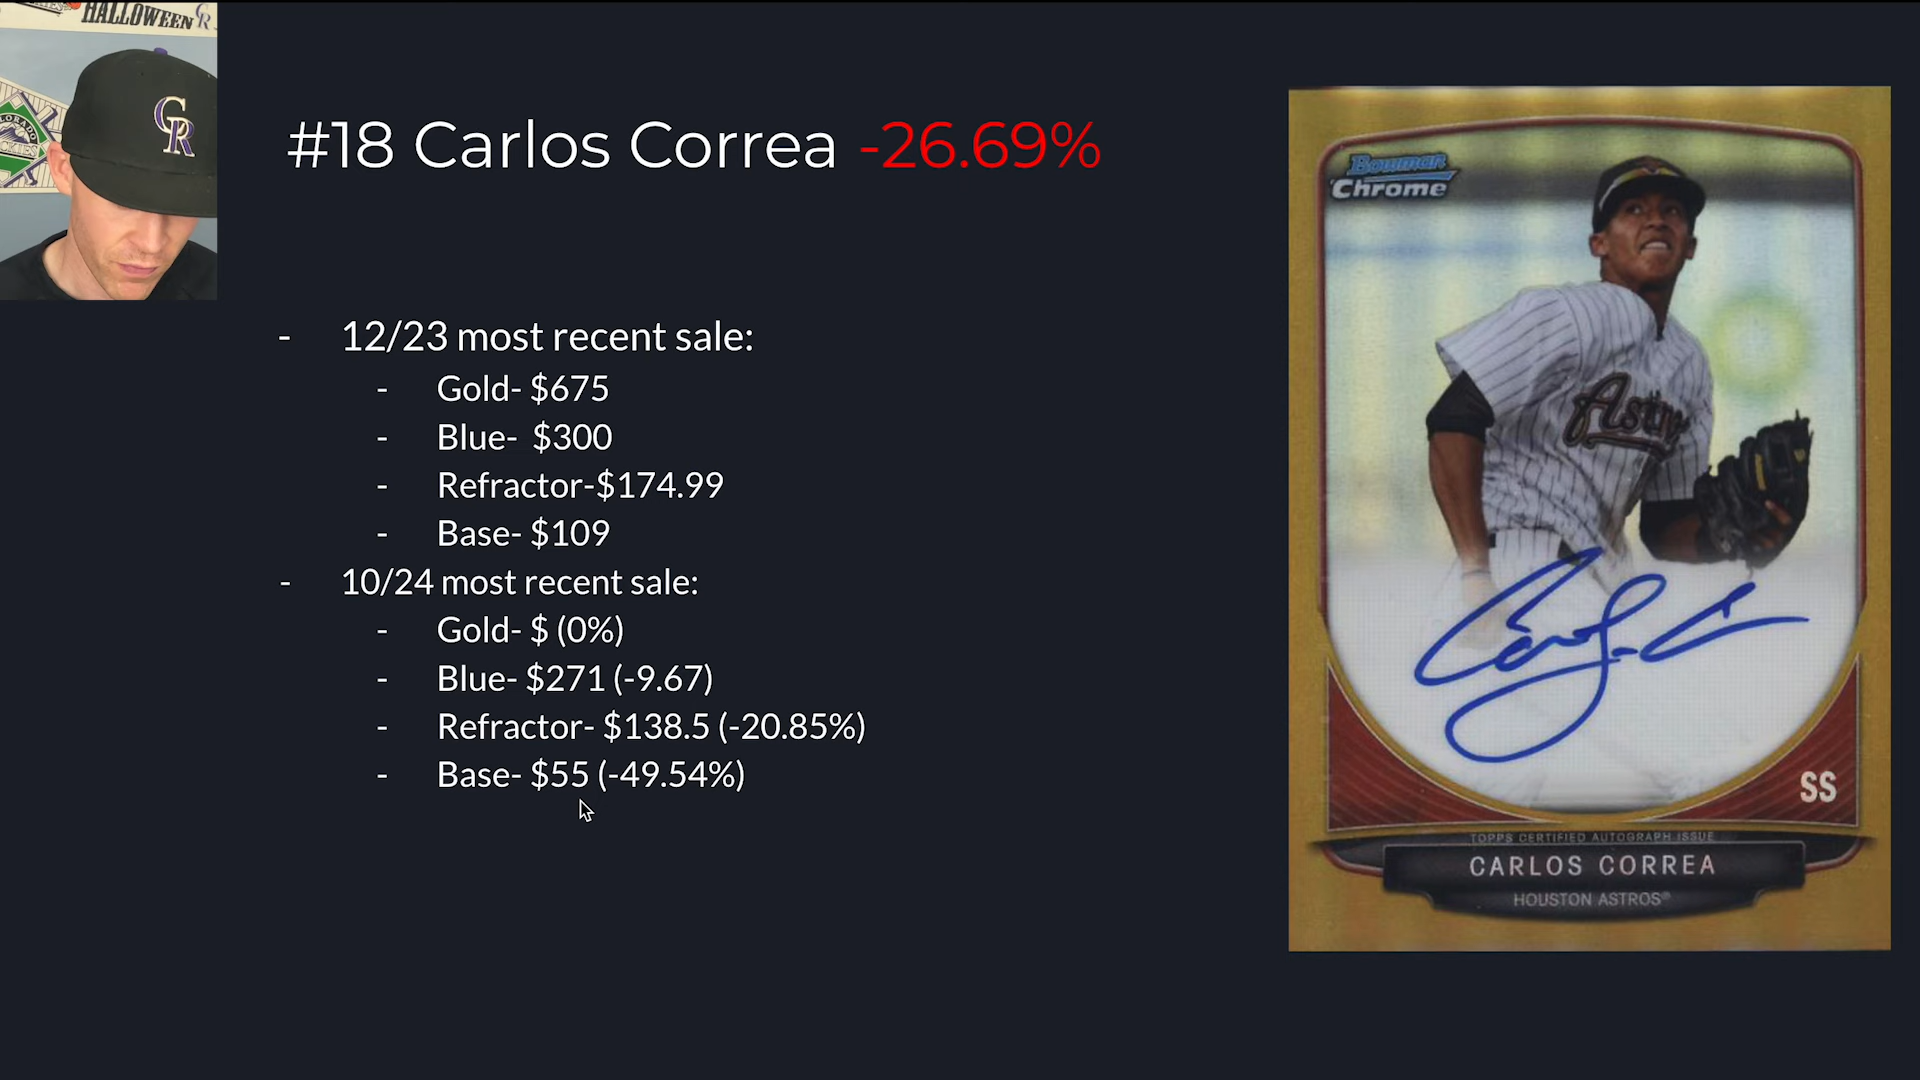 HALLOWEEN
CR
CR
#18 Carlos Correa -26.69%
- 12/23 most recent sale:
- Gold- $675
- Blue- $300
- Refractor-$174.99
- Base- $109
- 10/24 most recent sale:
- Gold- $ (0%)
- Blue- $271 (-9.67)
- Refractor- $138.5 (-20.85%)
- Base- $55 (-49.54%)
Bowman
Chrome
SS
TOPPS CERTIFIED AUTOGRAPH ISSUE
CARLOS CORREA
HOUSTON ASTROS®